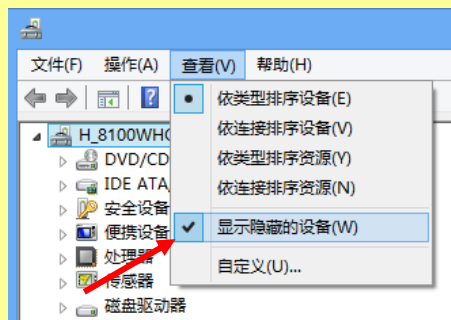 文件(F) 操作(A) 查看(V) 帮助(H)
依类型排序设备(E)
依连接排序设备(V)
依类型排序资源(Y)
依连接排序资源(N)
显示隐藏的设备(W)
自定义(U)...
H_8100WHC
DVD/CD
IDE ATA
安全设备
便携设备
处理器
传感器
磁盘驱动器